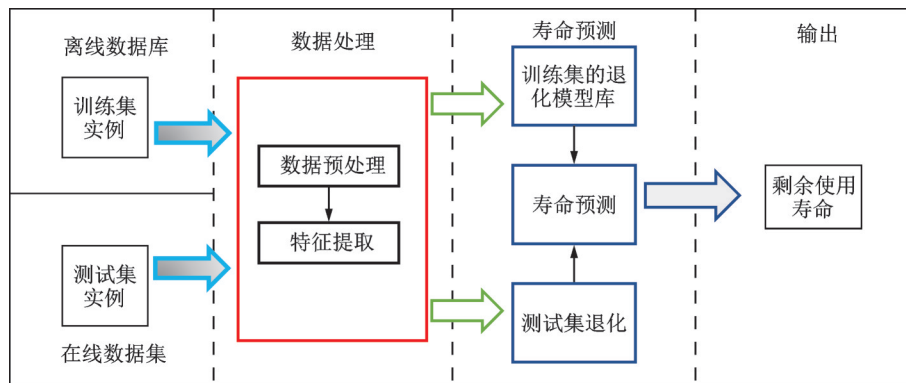 离线数据库
训练集
实例
测试集
实例
在线数据集
数据处理
数据预处理
特征提取
寿命预测
训练集的退
化模型库
寿命预测
测试集退化
输出
剩余使用
寿命